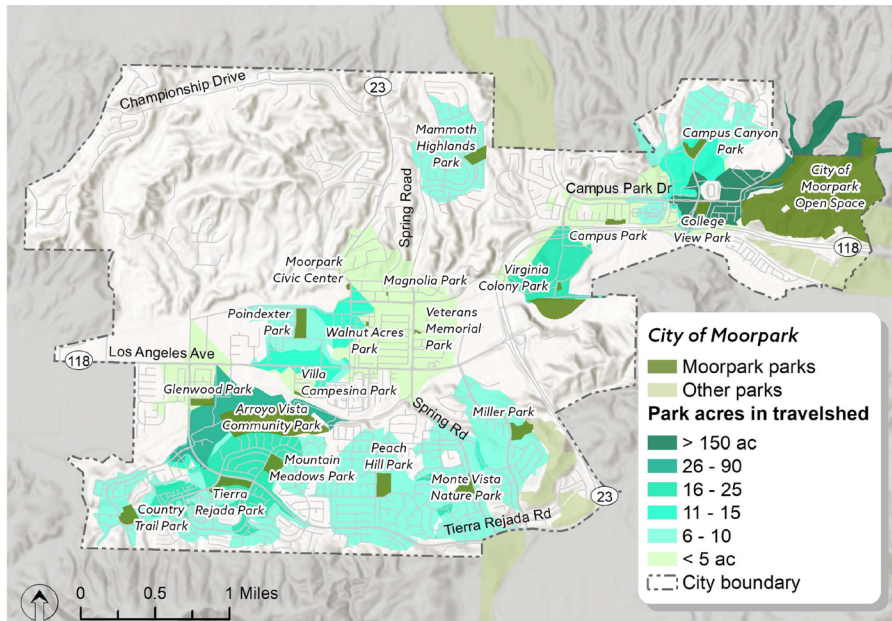 Championship Drive
23
Mammoth
Highlands
Park
Campus Canyon
Park
City of
Moorpark
Open Space
Campus Park Dr
Spring Road
College
View Park
Campus Park
118
Moorpark
Civic Center
Magnolia Park
Virginia
Colony Park
Poindexter
Park
Walnut Acres
Park
Veterans
Memorial
Park
118
Los Angeles Ave
Villa
Campesina Park
Glenwood Park
Arroyo Vista
Community Park
Spring Rd
Miller Park
Mountain
Meadows Park
Peach
Hill Park
Monte Vista
Nature Park
Tierra
Rejada Park
Country
Trail Park
Tierra Rejada Rd
23
City of Moorpark
Moorpark parks
Other parks
Park acres in travelshed
> 150 ac
26 - 90
16 - 25
11 - 15
6 - 10
< 5 ac
City boundary
0 0.5 1 Miles